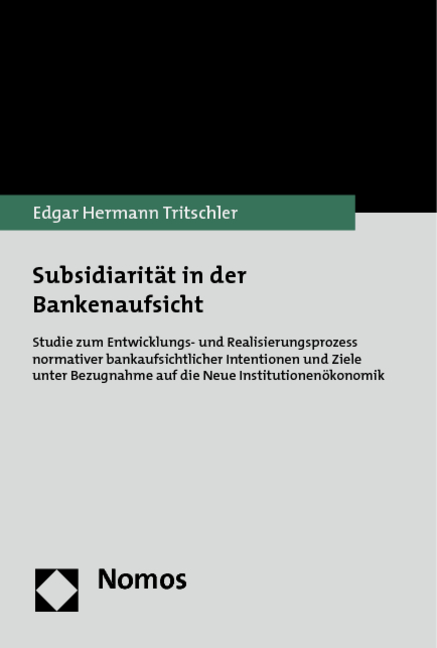 Edgar Hermann Tritschler
Subsidiarität in der
Bankenaufsicht
Studie zum Entwicklungs- und Realisierungsprozess
normativer bankaufsichtlicher Intentionen und Ziele
unter Bezugnahme auf die Neue Institutionenökonomik
Nomos